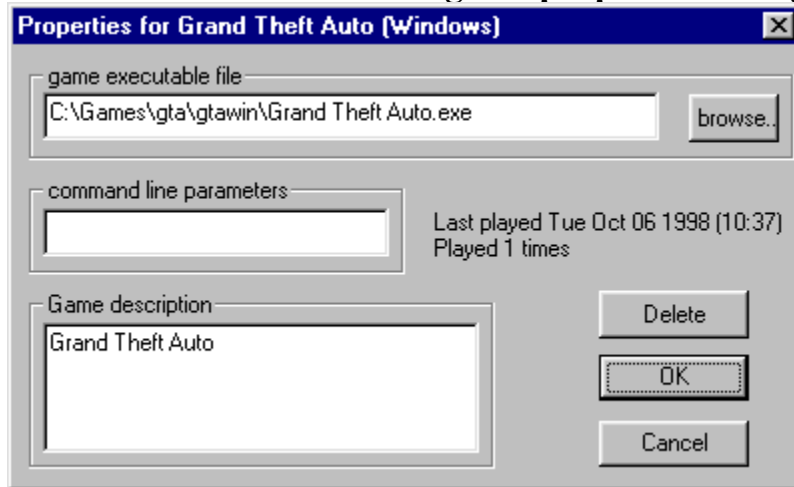 Properties for Grand Theft Auto (Windows)
game executable file
C:\Games\gta\gtawin\Grand Theft Auto.exe
browse..
command line parameters
Last played Tue Oct 06 1998 (10:37)
Played 1 times
Game description
Grand Theft Auto
Delete
OK
Cancel